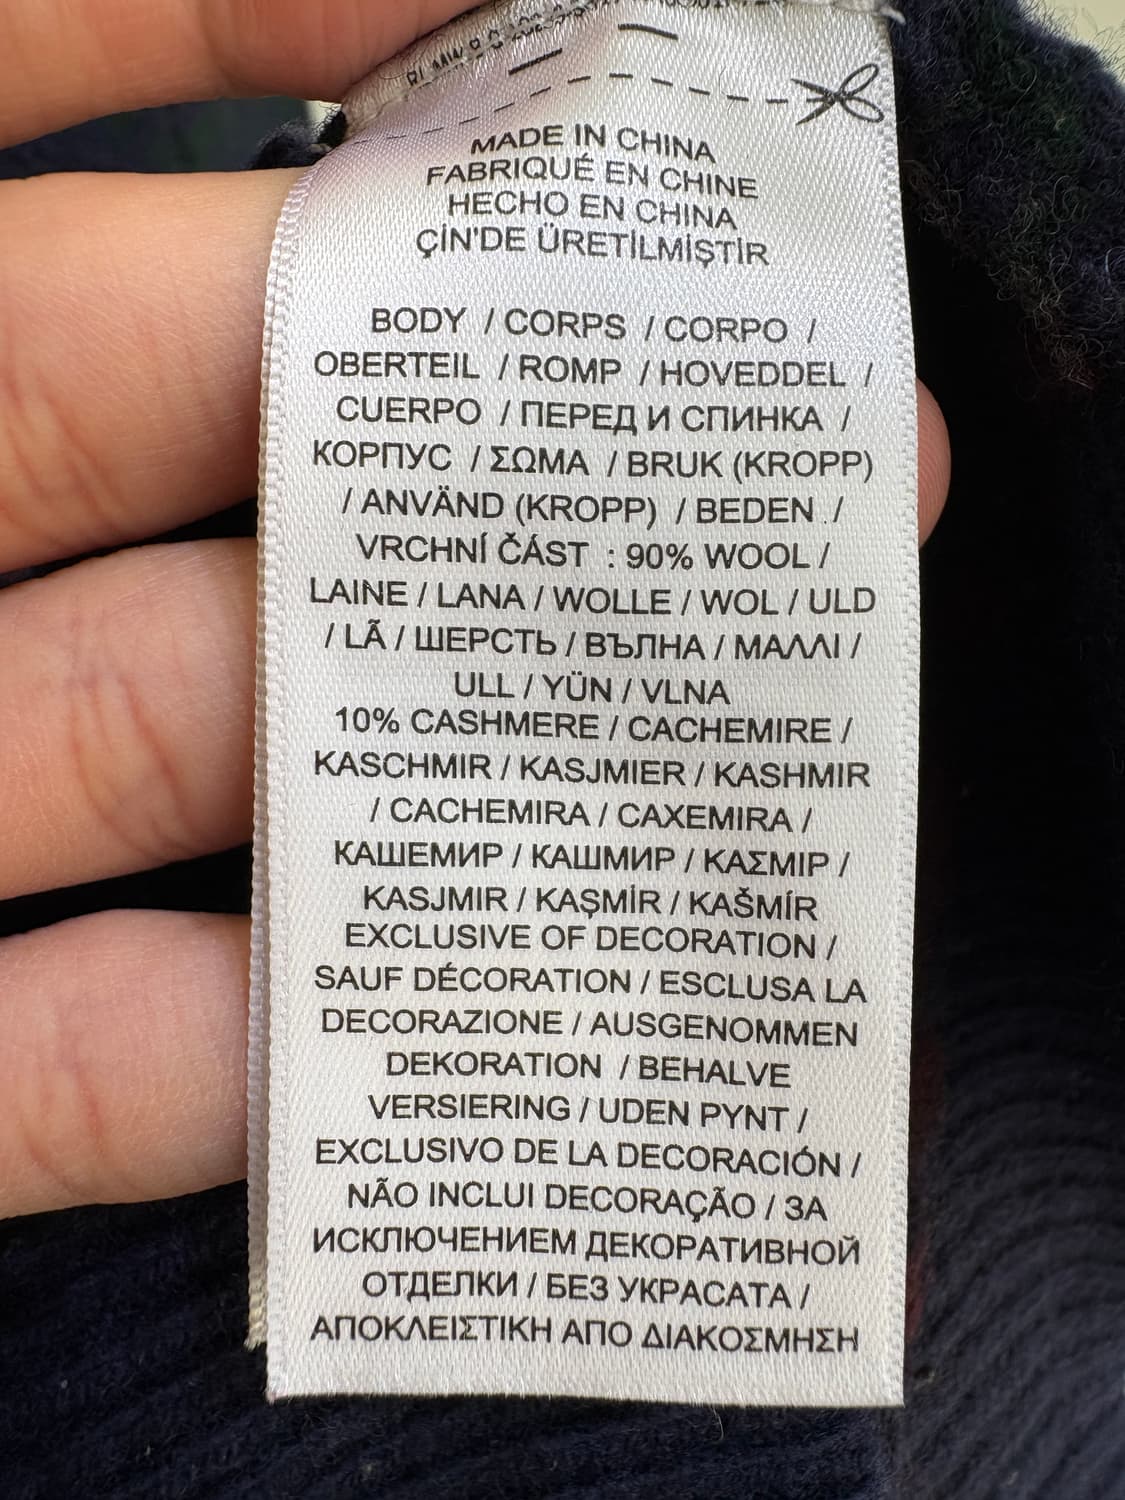 MADE IN CHINA
FABRIQUÉ EN CHINE
HECHO EN CHINA
ÇİN'DE ÜRETİLMİŞTİR
BODY / CORPS / CORPO /
OBERTEIL / ROMP / HOVEDDEL /
CUERPO / ПЕРЕД И СПИНКА /
КОРПУС / ΣΩΜΑ / BRUK (KROPP)
/ ANVÄND (KROPP) / BEDEN /
VRCHNÍ ČÁST : 90% WOOL /
LAINE / LANA / WOLLE / WOL / ULD
/ LÃ / ШЕРСТЬ / ВЪЛНА / ΜΑΛΛΙ /
ULL / YÜN / VLNA
10% CASHMERE / CACHEMIRE /
KASCHMIR / KASJMIER / KASHMIR
/ CACHEMIRA / CAXEMIRA /
КАШЕМИР / КАШМИР / ΚΑΣΜΙΡ /
KASJMIR / KAŞMİR / KAŠMÍR
EXCLUSIVE OF DECORATION /
SAUF DÉCORATION / ESCLUSA LA
DECORAZIONE / AUSGENOMMEN
DEKORATION / BEHALVE
VERSIERING / UDEN PYNT /
EXCLUSIVO DE LA DECORACIÓN /
NÃO INCLUI DECORAÇÃO / ЗА
ИСКЛЮЧЕНИЕМ ДЕКОРАТИВНОЙ
ОТДЕЛКИ / БЕЗ УКРАСАТА /
ΑΠΟΚΛΕΙΣΤΙΚΗ ΑΠΟ ΔΙΑΚΟΣΜΗΣΗ